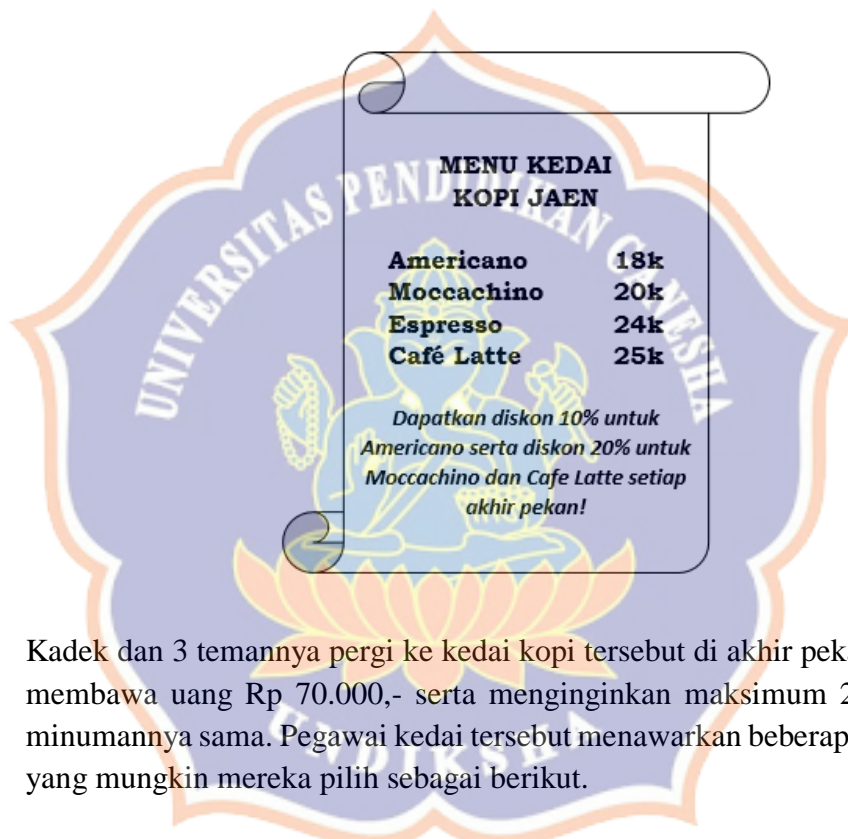 MENU KEDAI
KOPI JAEN
Americano 18k
Moccachino 20k
Espresso 24k
Café Latte 25k
Dapatkan diskon 10% untuk
Americano serta diskon 20% untuk
Moccachino dan Cafe Latte setiap
akhir pekan!
UNIVERSITAS PENDIDIKAN GANESHA
Kadek dan 3 temannya pergi ke kedai kopi tersebut di akhir
membawa uang Rp 70.000,- serta menginginkan maksimum
minumannya sama. Pegawai kedai tersebut menawarkan
yang mungkin mereka pilih sebagai berikut.
UNDIKSHA